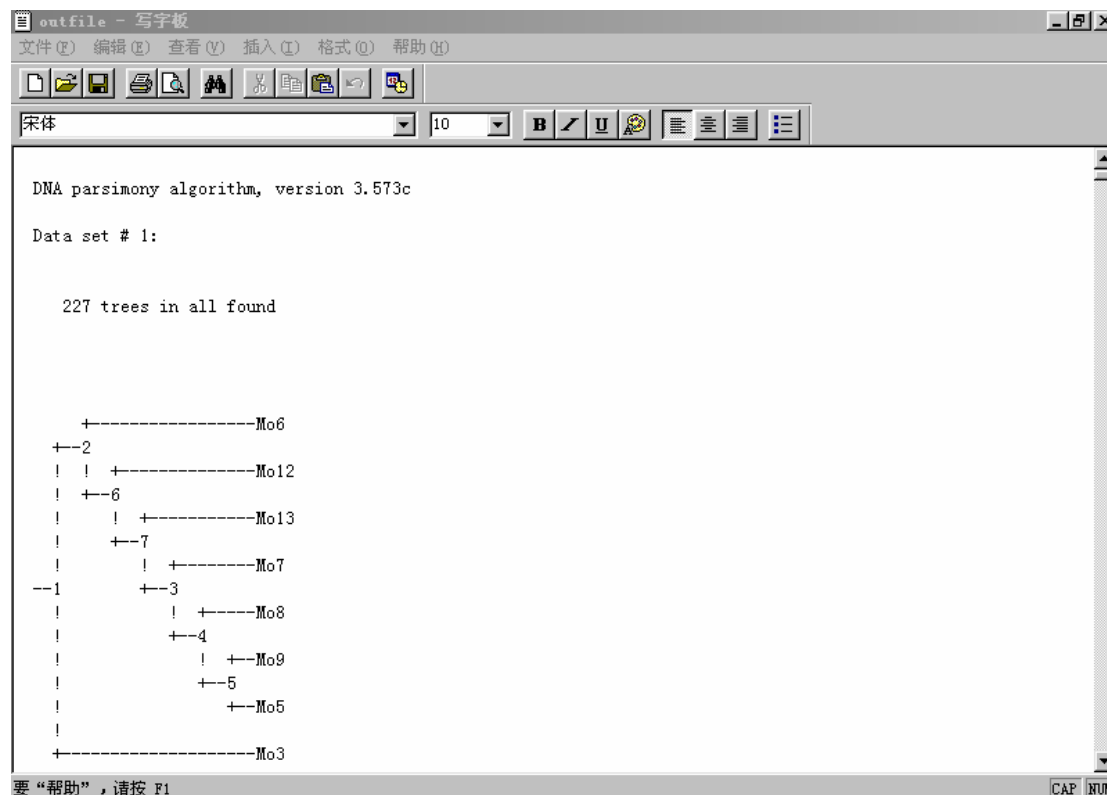 outfile - 写字板
文件(F) 编辑(E) 查看(V) 插入(I) 格式(O) 帮助(H)
宋体 10 B I U
DNA parsimony algorithm, version 3.573c
Data set # 1:
227 trees in all found
    +-----------------Mo6
 +--2
 !  !  +--------------Mo12
 !  +--6
 !     !  +-----------Mo13
 !     +--7
 !        !  +--------Mo7
--1        +--3
 !           !  +-----Mo8
 !           +--4
 !              !  +--Mo9
 !              +--5
 !                 +--Mo5
 !
 +--------------------Mo3
要“帮助”，请按 F1 CAP NUM